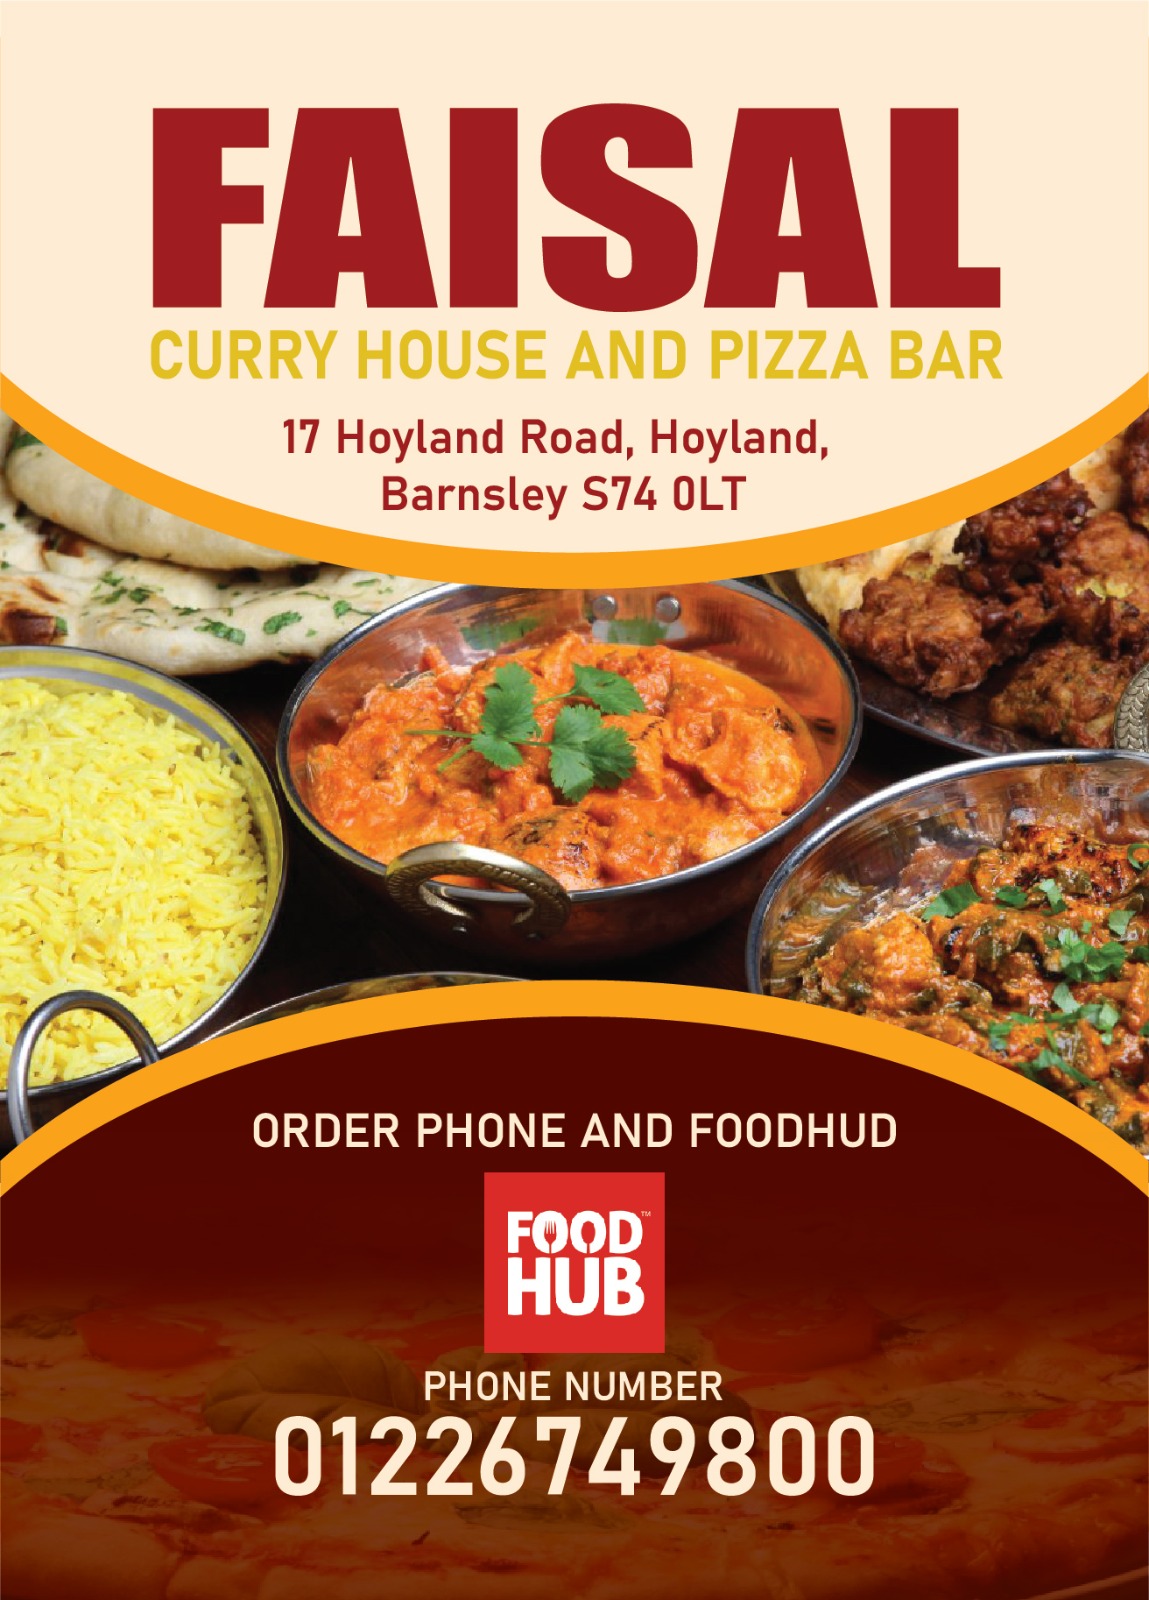 FAISAL
CURRY HOUSE AND PIZZA BAR
17 Hoyland Road, Hoyland,
Barnsley S74 0LT
ORDER PHONE AND FOODHUD
FOOD™
HUB
PHONE NUMBER
01226749800